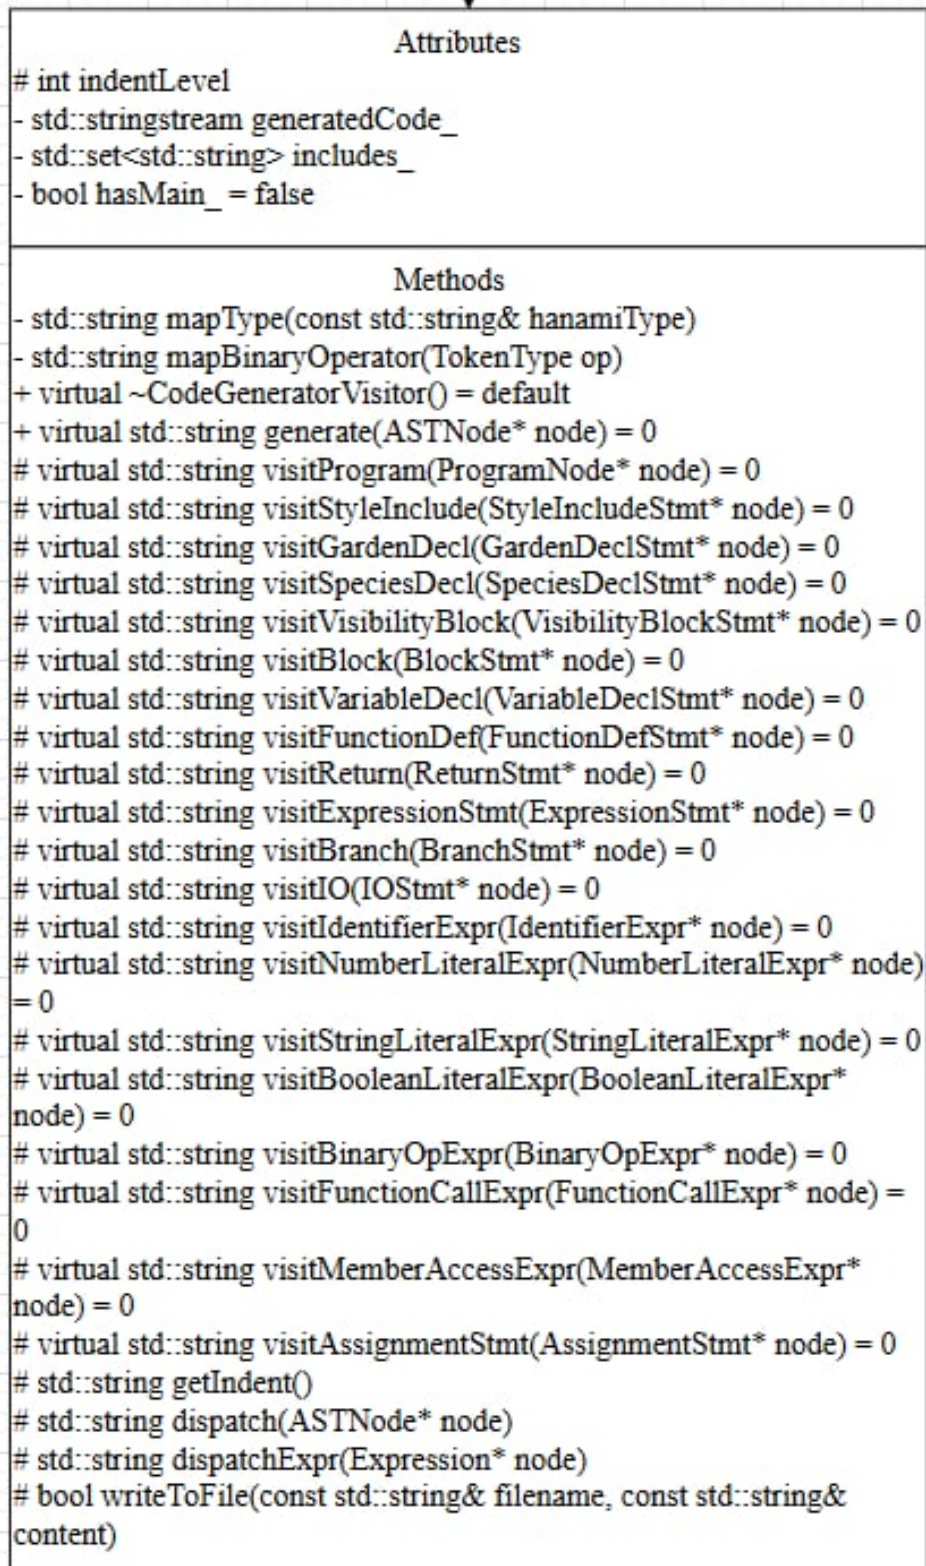 Attributes
# int indentLevel
- std::stringstream generatedCode_
- std::set<std::string> includes_
- bool hasMain_ = false
Methods
- std::string mapType(const std::string& hanamiType)
- std::string mapBinaryOperator(TokenType op)
+ virtual ~CodeGeneratorVisitor() = default
+ virtual std::string generate(ASTNode* node) = 0
# virtual std::string visitProgram(ProgramNode* node) = 0
# virtual std::string visitStyleInclude(StyleIncludeStmt* node) = 0
# virtual std::string visitGardenDecl(GardenDeclStmt* node) = 0
# virtual std::string visitSpeciesDecl(SpeciesDeclStmt* node) = 0
# virtual std::string visitVisibilityBlock(VisibilityBlockStmt* node) = 0
# virtual std::string visitBlock(BlockStmt* node) = 0
# virtual std::string visitVariableDecl(VariableDeclStmt* node) = 0
# virtual std::string visitFunctionDef(FunctionDefStmt* node) = 0
# virtual std::string visitReturn(ReturnStmt* node) = 0
# virtual std::string visitExpressionStmt(ExpressionStmt* node) = 0
# virtual std::string visitBranch(BranchStmt* node) = 0
# virtual std::string visitIO(IOStmt* node) = 0
# virtual std::string visitIdentifierExpr(IdentifierExpr* node) = 0
# virtual std::string visitNumberLiteralExpr(NumberLiteralExpr* node)
= 0
# virtual std::string visitStringLiteralExpr(StringLiteralExpr* node) = 0
# virtual std::string visitBooleanLiteralExpr(BooleanLiteralExpr*
node) = 0
# virtual std::string visitBinaryOpExpr(BinaryOpExpr* node) = 0
# virtual std::string visitFunctionCallExpr(FunctionCallExpr* node) =
0
# virtual std::string visitMemberAccessExpr(MemberAccessExpr*
node) = 0
# virtual std::string visitAssignmentStmt(AssignmentStmt* node) = 0
# std::string getIndent()
# std::string dispatch(ASTNode* node)
# std::string dispatchExpr(Expression* node)
# bool writeToFile(const std::string& filename, const std::string&
content)